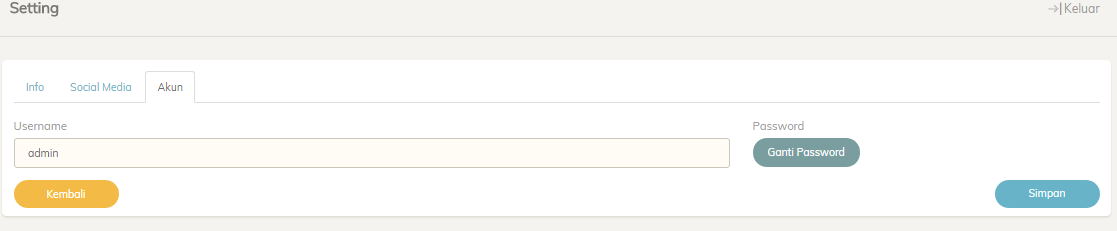 Setting
Keluar
Info Social Media Akun
Username Password
admin Ganti Password
Kembali Simpan